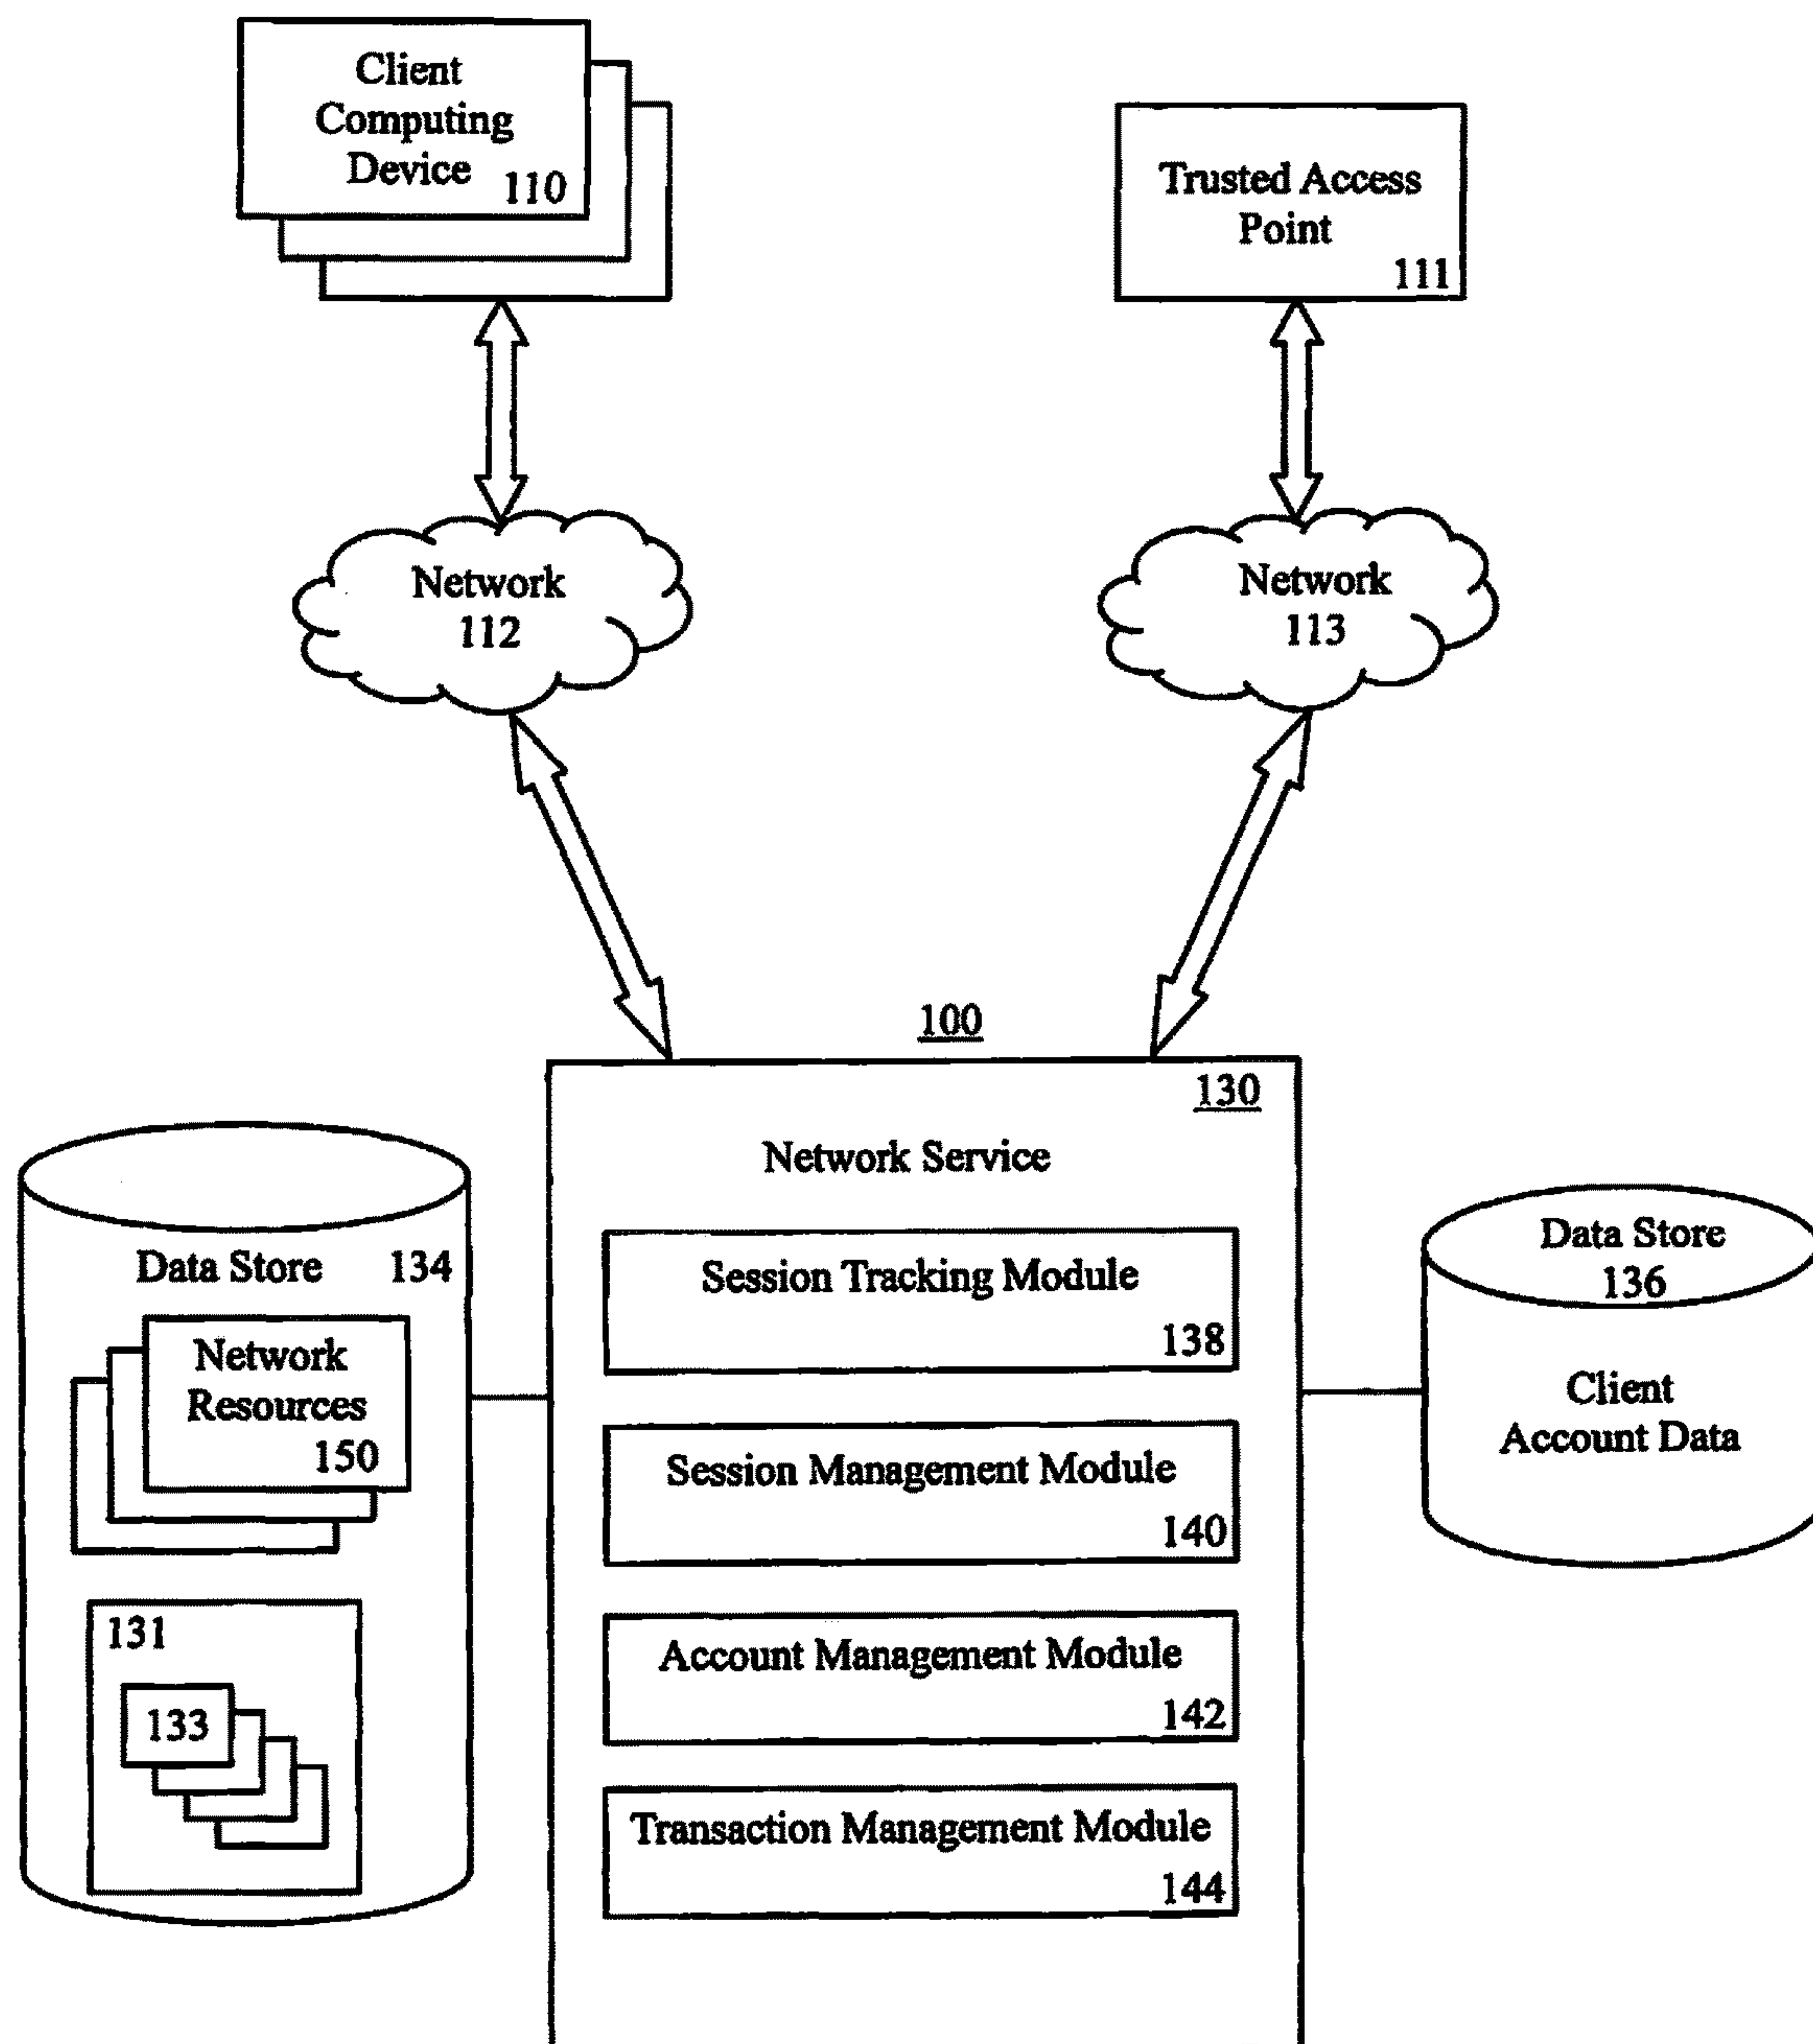 Client
Computing
Device
110
Trusted Access
Point
111
Network
112
Network
113
100
130
Network Service
Session Tracking Module
138
Session Management Module
140
Account Management Module
142
Transaction Management Module
144
Data Store 134
Network
Resources
150
131
133
Data Store
136
Client
Account Data